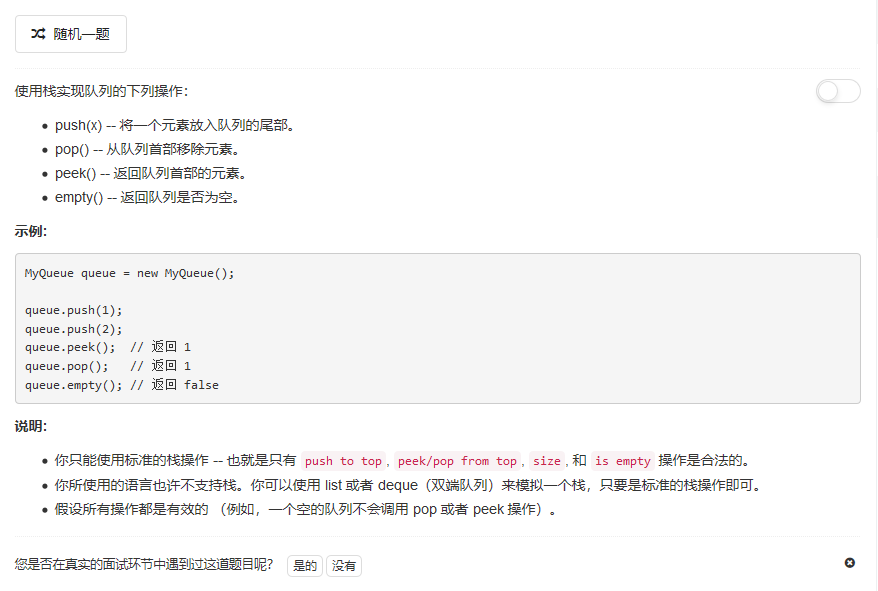 随机一题
使用栈实现队列的下列操作：
push(x) -- 将一个元素放入队列的尾部。
pop() -- 从队列首部移除元素。
peek() -- 返回队列首部的元素。
empty() -- 返回队列是否为空。
示例:
MyQueue queue = new MyQueue();
queue.push(1);
queue.push(2);
queue.peek();  // 返回 1
queue.pop();   // 返回 1
queue.empty(); // 返回 false
说明:
你只能使用标准的栈操作 -- 也就是只有 push to top, peek/pop from top, size, 和 is empty 操作是合法的。
你所使用的语言也许不支持栈。你可以使用 list 或者 deque（双端队列）来模拟一个栈，只要是标准的栈操作即可。
假设所有操作都是有效的 （例如，一个空的队列不会调用 pop 或者 peek 操作）。
您是否在真实的面试环节中遇到过这道题目呢？ 是的 没有